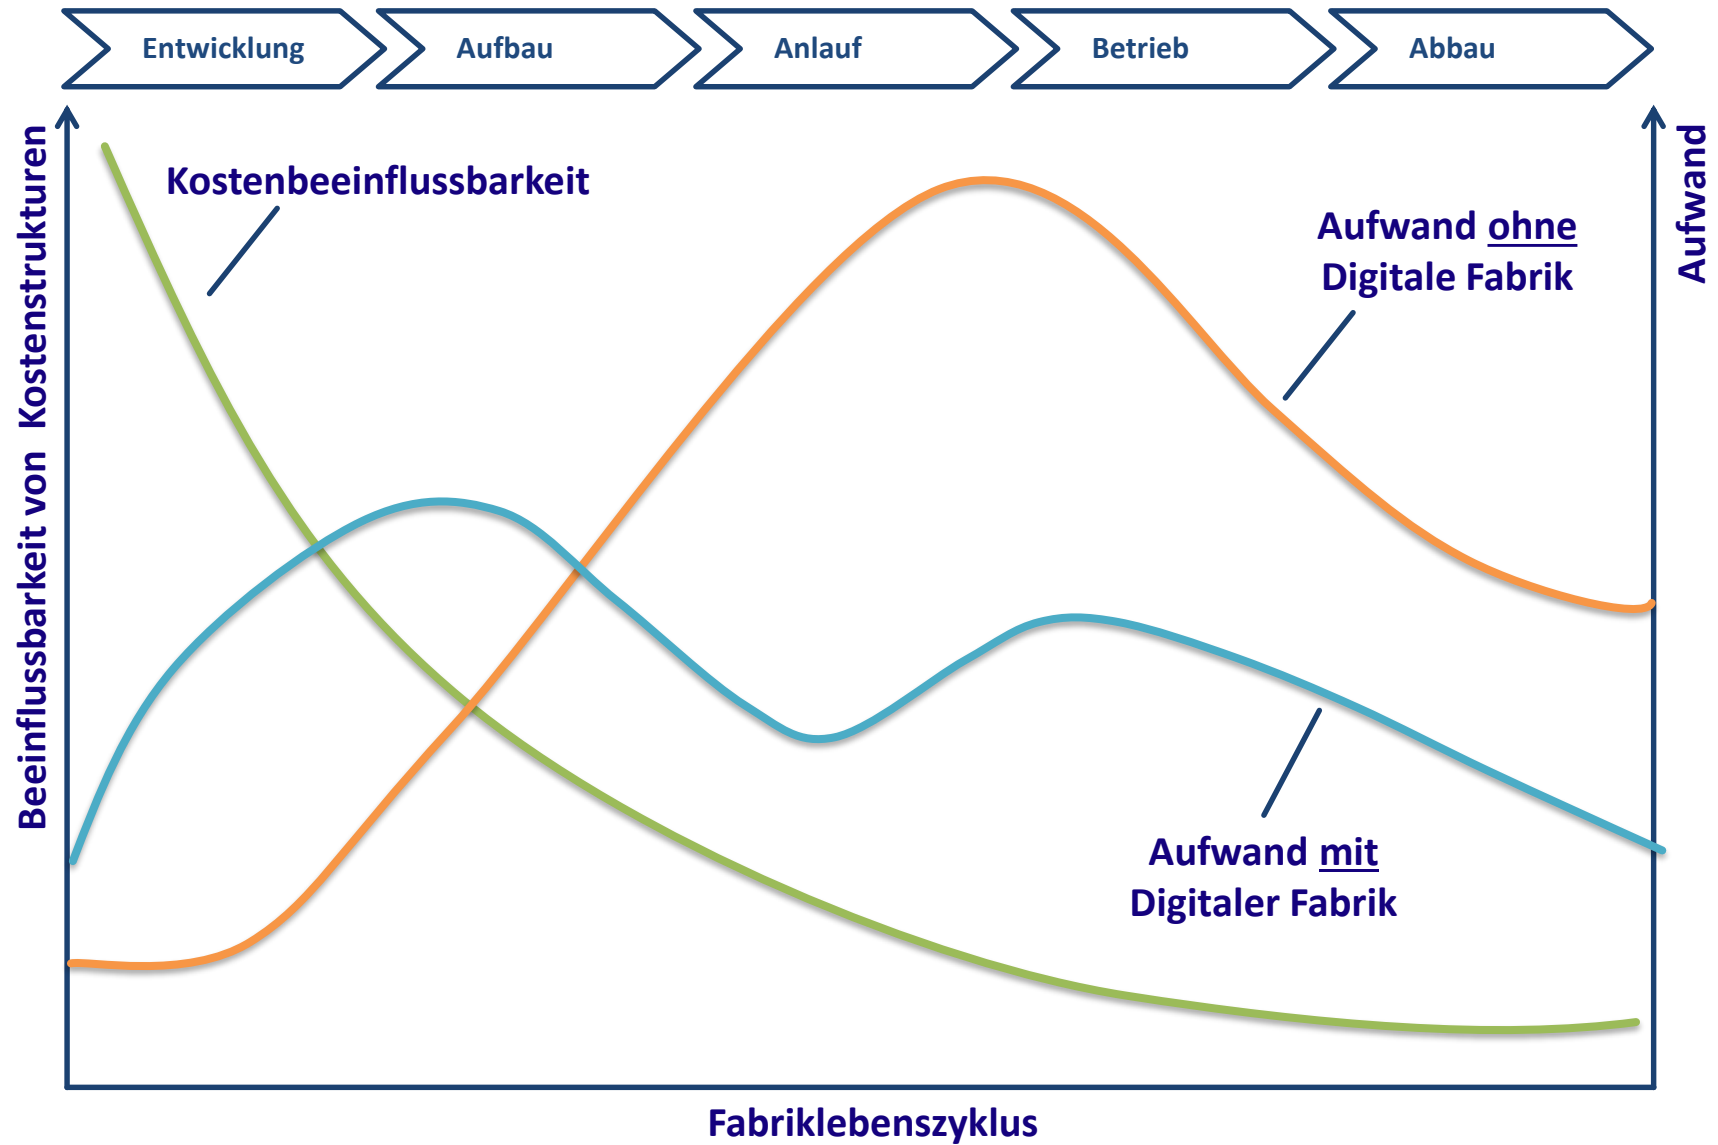 Entwicklung
Aufbau
Anlauf
Betrieb
Abbau
Beeinflussbarkeit von Kostenstrukturen
Kostenbeeinflussbarkeit
Aufwand ohne
Digitale Fabrik
Aufwand
Aufwand mit
Digitaler Fabrik
Fabriklebenszyklus